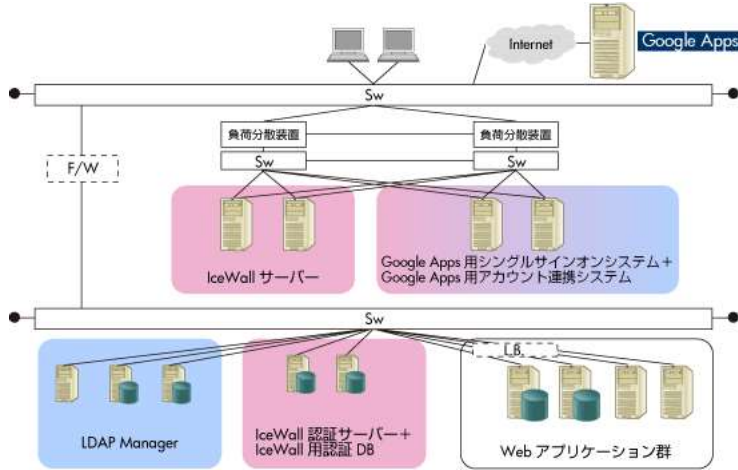 Internet
Google Apps
Sw
負荷分散装置
負荷分散装置
Sw
Sw
F/W
IceWall サーバー
Google Apps 用シングルサインオンシステム＋
Google Apps 用アカウント連携システム
Sw
L.B.
LDAP Manager
IceWall 認証サーバー＋
IceWall 用認証 DB
Web アプリケーション群